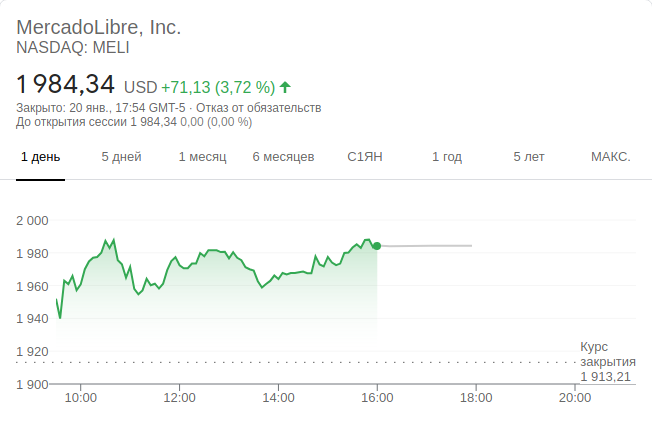 MercadoLibre, Inc.
NASDAQ: MELI
1 984,34 USD +71,13 (3,72 %)
Закрыто: 20 янв., 17:54 GMT-5 · Отказ от обязательств
До открытия сессии 1 984,34 0,00 (0,00 %)
1 день 5 дней 1 месяц 6 месяцев С1ЯН 1 год 5 лет МАКС.
2 000
1 980
1 960
1 940
1 920
1 900
Курс
закрытия
1 913,21
10:00 12:00 14:00 16:00 18:00 20:00